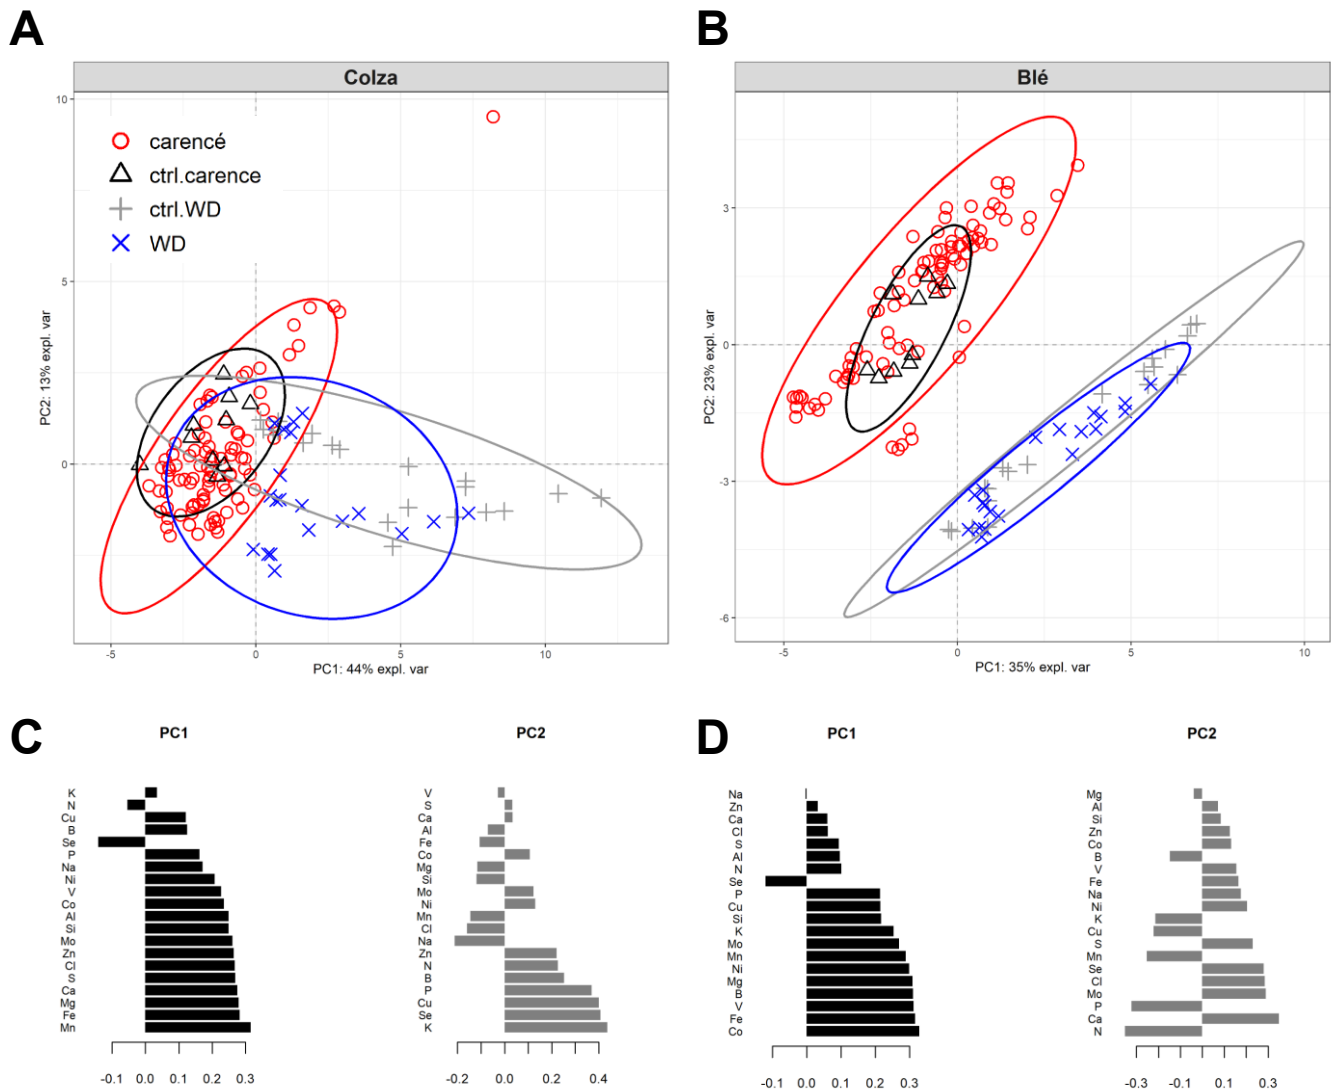 A
B
Colza
Blé
carencé
ctrl.carence
ctrl.WD
WD
10
5
0
-5
0
5
10
PC1: 44% expl. var
PC2: 13% expl. var
3
0
-3
-6
-5
0
5
10
PC1: 35% expl. var
PC2: 23% expl. var
C
PC1
K
N
Cu
B
Se
P
Na
Ni
V
Co
Al
Si
Mo
Zn
Cl
S
Ca
Mg
Fe
Mn
-0.1 0.0 0.1 0.2 0.3
PC2
V
S
Ca
Al
Fe
Co
Mg
Si
Mo
Ni
Mn
Cl
Na
Zn
N
B
P
Cu
Se
K
-0.2 0.0 0.2 0.4
D
PC1
Na
Zn
Ca
Cl
S
Al
N
Se
P
Cu
Si
K
Mo
Mn
Ni
Mg
B
V
Fe
Co
-0.1 0.0 0.1 0.2 0.3
PC2
Mg
Al
Si
Zn
Co
B
V
Fe
Na
Ni
K
Cu
S
Mn
Se
Cl
Mo
P
Ca
N
-0.3 -0.1 0.1 0.3